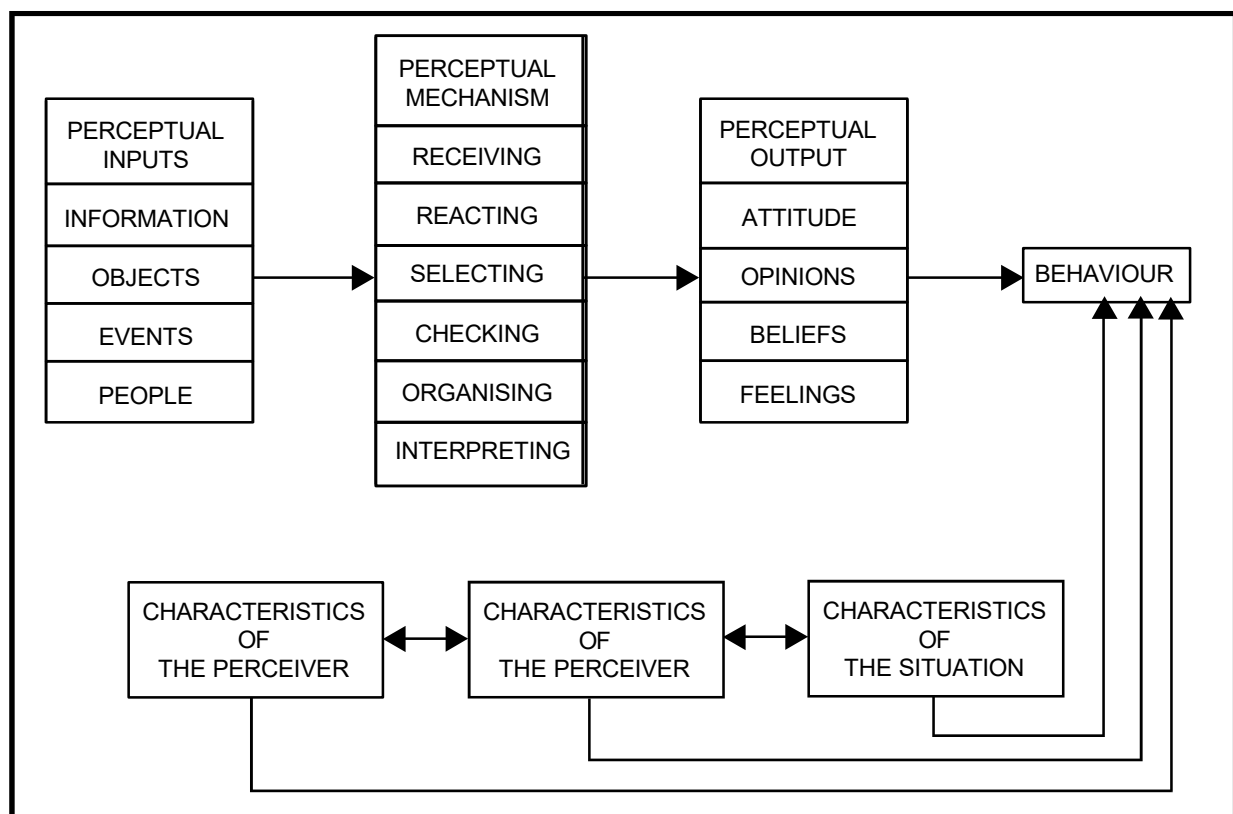 PERCEPTUAL
INPUTS
INFORMATION
OBJECTS
EVENTS
PEOPLE
PERCEPTUAL
MECHANISM
RECEIVING
REACTING
SELECTING
CHECKING
ORGANISING
INTERPRETING
PERCEPTUAL
OUTPUT
ATTITUDE
OPINIONS
BELIEFS
FEELINGS
BEHAVIOUR
CHARACTERISTICS
OF
THE PERCEIVER
CHARACTERISTICS
OF
THE PERCEIVER
CHARACTERISTICS
OF
THE SITUATION